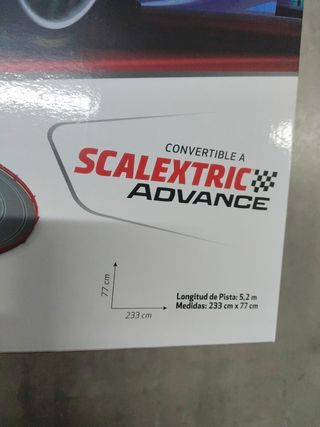 CONVERTIBLE A
SCALEXTRIC
ADVANCE
77 cm
233 cm
Longitud de Pista: 5,2 m
Medidas: 233 cm x 77 cm